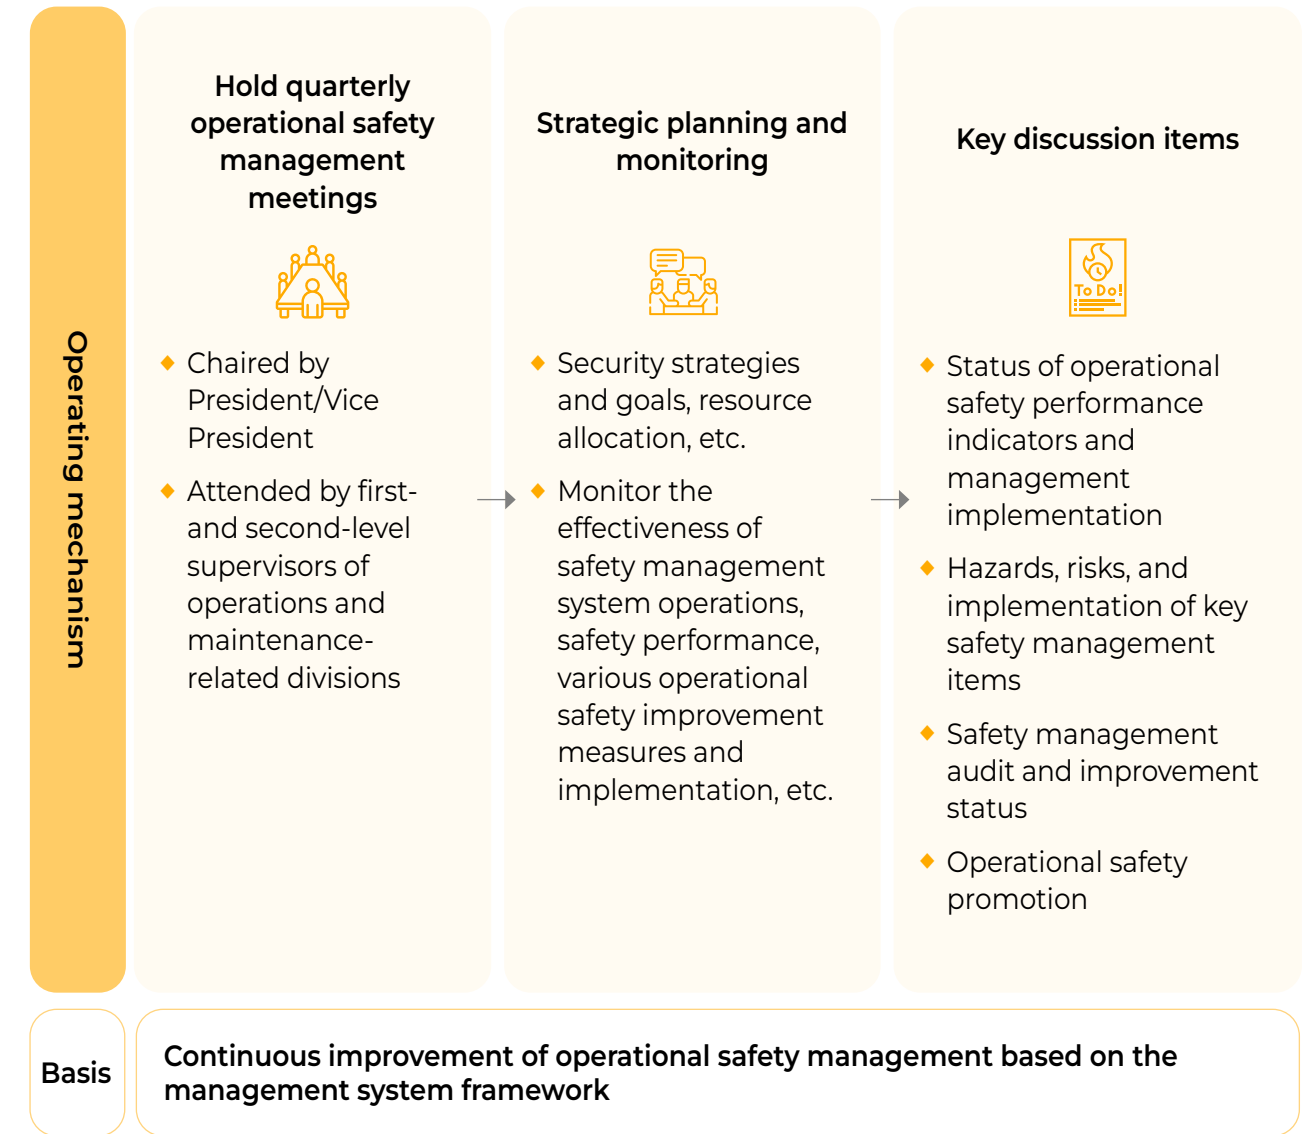 Operating mechanism
Hold quarterly
operational safety
management
meetings
Chaired by
President/Vice
President
Attended by first-
and second-level
supervisors of
operations and
maintenance-
related divisions
Strategic planning and
monitoring
Security strategies
and goals, resource
allocation, etc.
Monitor the
effectiveness of
safety management
system operations,
safety performance,
various operational
safety improvement
measures and
implementation, etc.
Key discussion items
To Do!
Status of operational
safety performance
indicators and
management
implementation
Hazards, risks, and
implementation of key
safety management
items
Safety management
audit and improvement
status
Operational safety
promotion
Basis
Continuous improvement of operational safety management based on the
management system framework